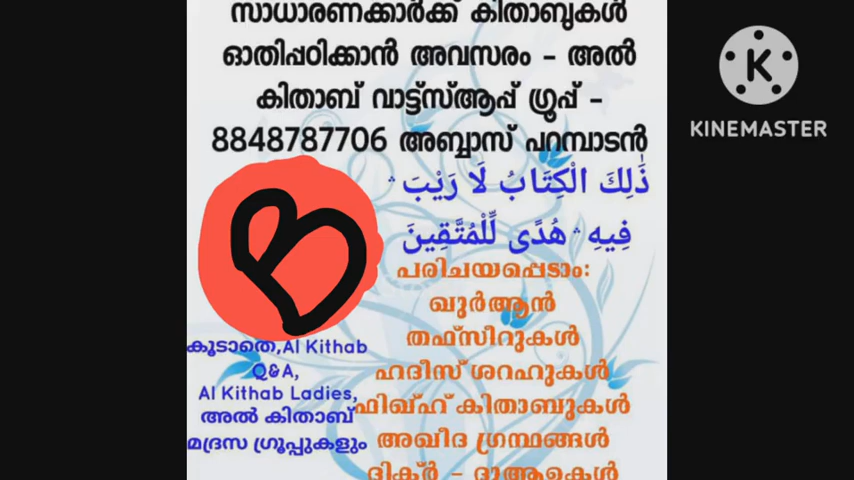 സാധാരണക്കാർക്ക് കിതാബുകൾ
ഓതിപ്പഠിക്കാൻ അവസരം - അൽ
കിതാബ് വാട്ട്സ്ആപ്പ് ഗ്രൂപ്പ് -
8848787706 അബ്ബാസ് പറമ്പാടൻ
ذَٰلِكَ الْكِتَابُ لَا رَيْبَ ۛ
فِيهِ ۛ هُدًى لِّلْمُتَّقِينَ
B
പരിചയപ്പെടാം:
ഖുർആൻ
തഫ്സീറുകൾ
ഹദീസ് ശറഹുകൾ
ഫിഖ്ഹ് കിതാബുകൾ
അഖീദ ഗ്രന്ഥങ്ങൾ
ദിക്ർ - ദുആളകൾ
കൂടാതെ,Al Kithab
Q&A,
Al Kithab Ladies,
അൽ കിതാബ്
മദ്രസ ഗ്രൂപ്പുകളും
K
KINEMASTER